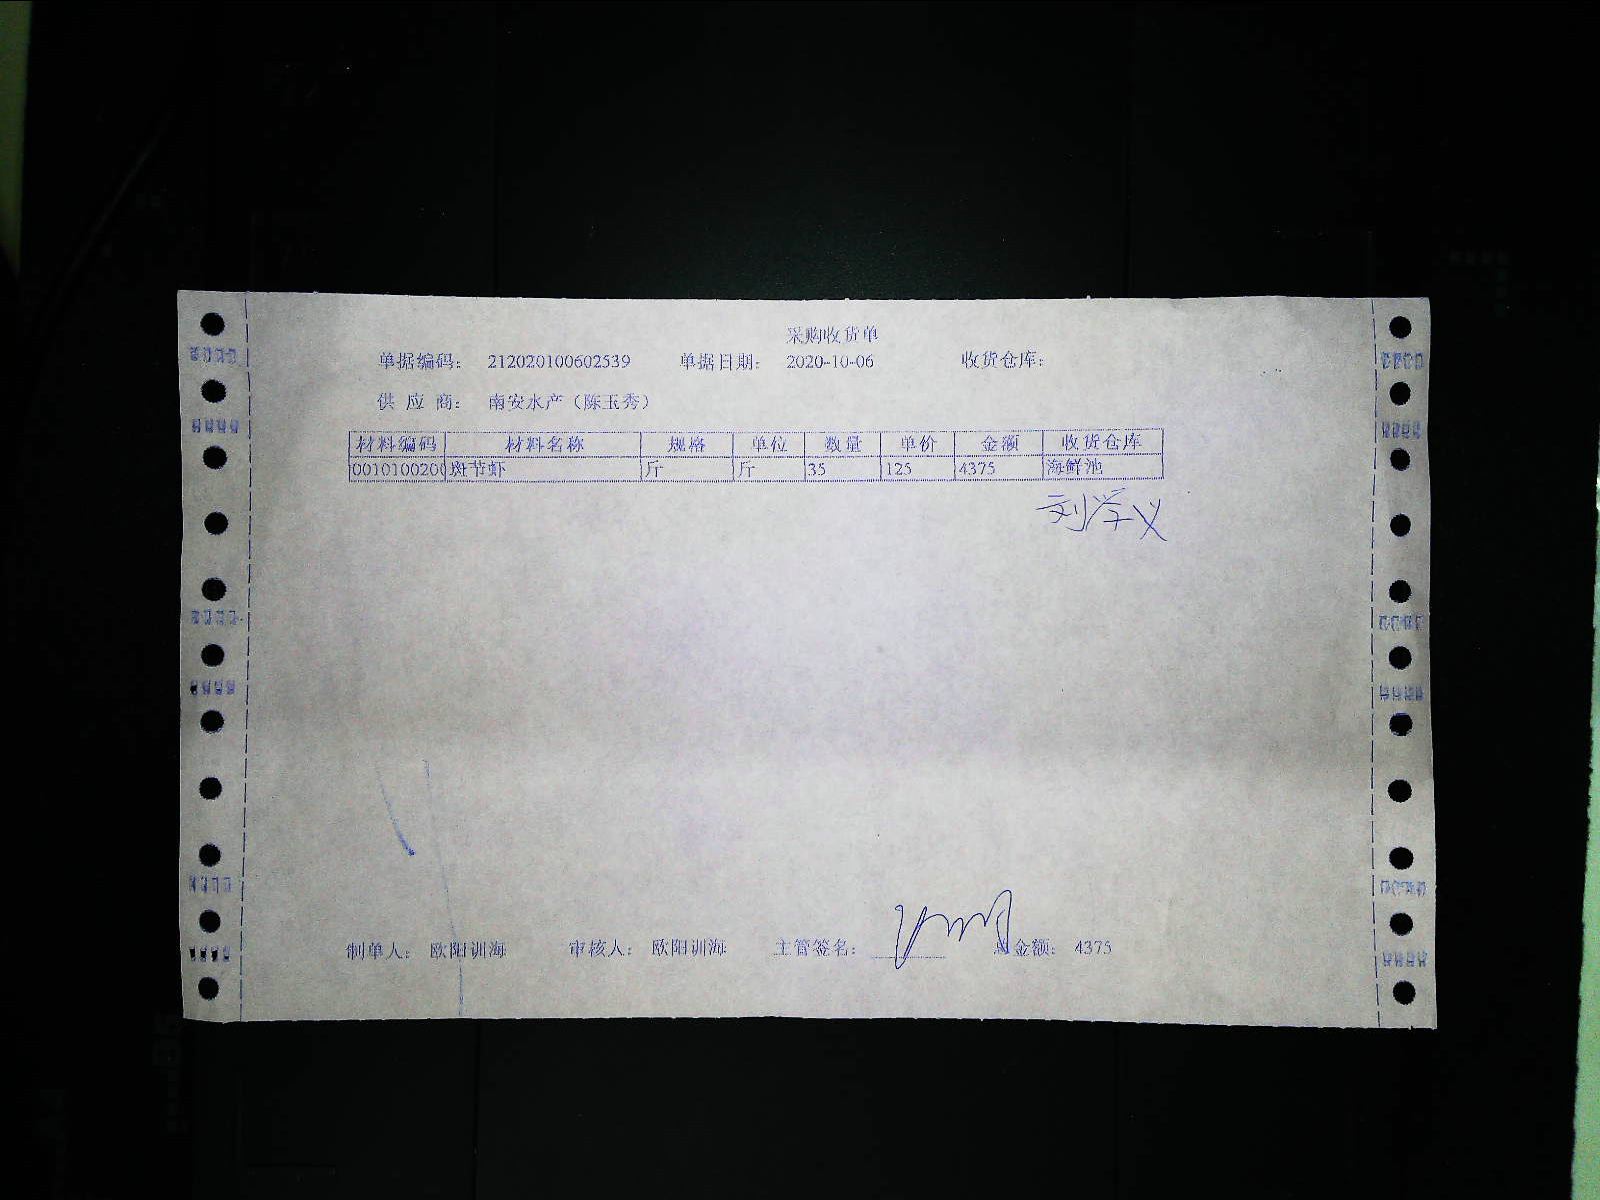 采购收货单
单据编码： 212020100602539 单据日期： 2020-10-06 收货仓库：
供 应 商： 南安水产（陈玉秀）
材料编码 材料名称 规格 单位 数量 单价 金额 收货仓库
0010100200 斑节虾 斤 斤 35 125 4375 海鲜池
刘学义
制单人： 欧阳训海 审核人： 欧阳训海 主管签名： 总金额： 4375